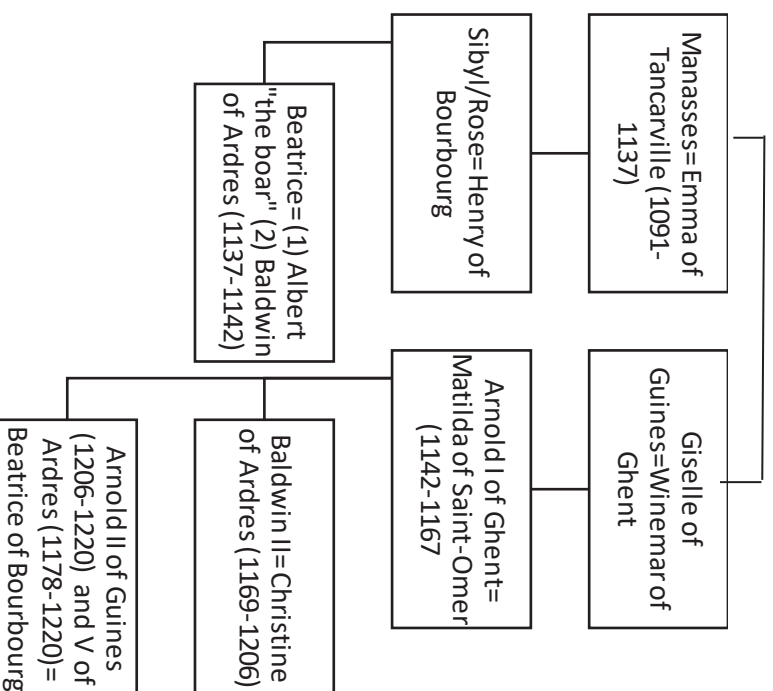 Manasses= Emma of
Tancarville (1091-
1137)
Giselle of
Guines=Winemar of
Ghent
Sibyl/Rose= Henry of
Bourbourg
Arnold I of Ghent=
Matilda of Saint-Omer
(1142-1167
Beatrice= (1) Albert
"the boar" (2) Baldwin
of Ardres (1137-1142)
Baldwin II= Christine
of Ardres (1169-1206)
Arnold II of Guines
(1206-1220) and V of
Ardres (1178-1220)=
Beatrice of Bourbourg